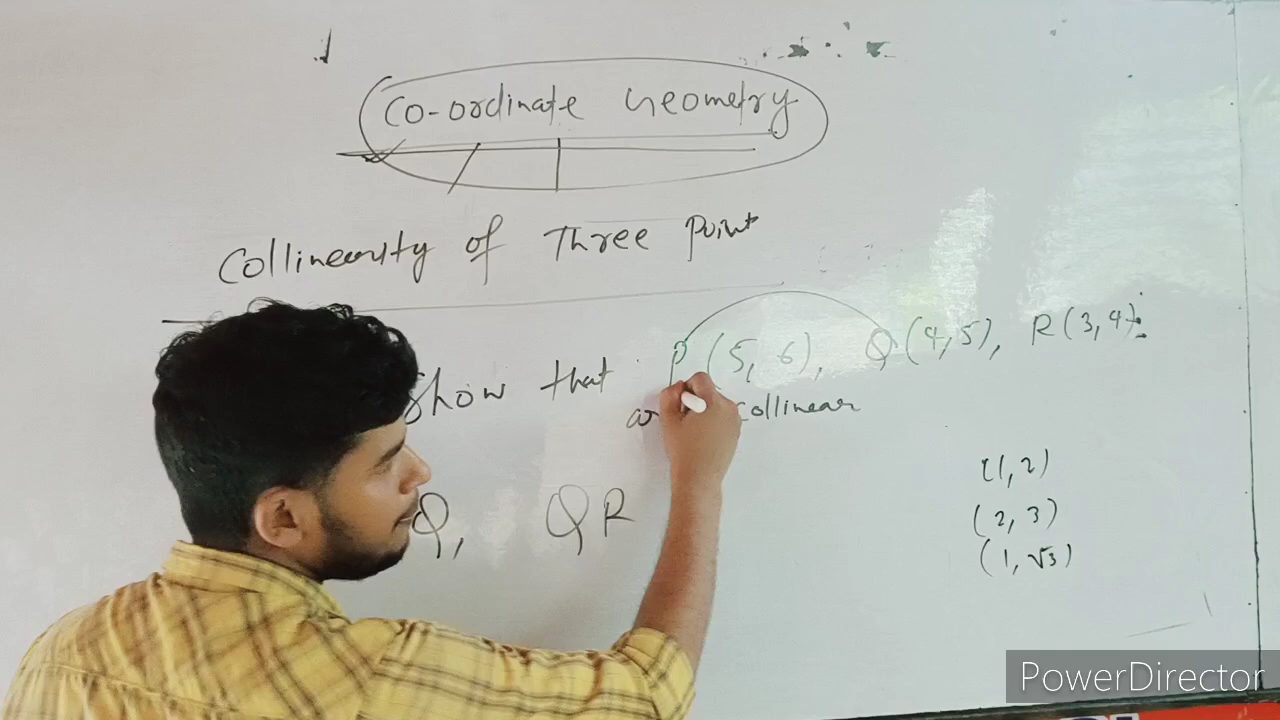 Co-ordinate Geometry
Collinearity of Three Point
Show that P(5, 6), Q(4,5), R(3,4)
collinear
Q, QR
(1, 2)
(2, 3)
(1, √3)
PowerDirector